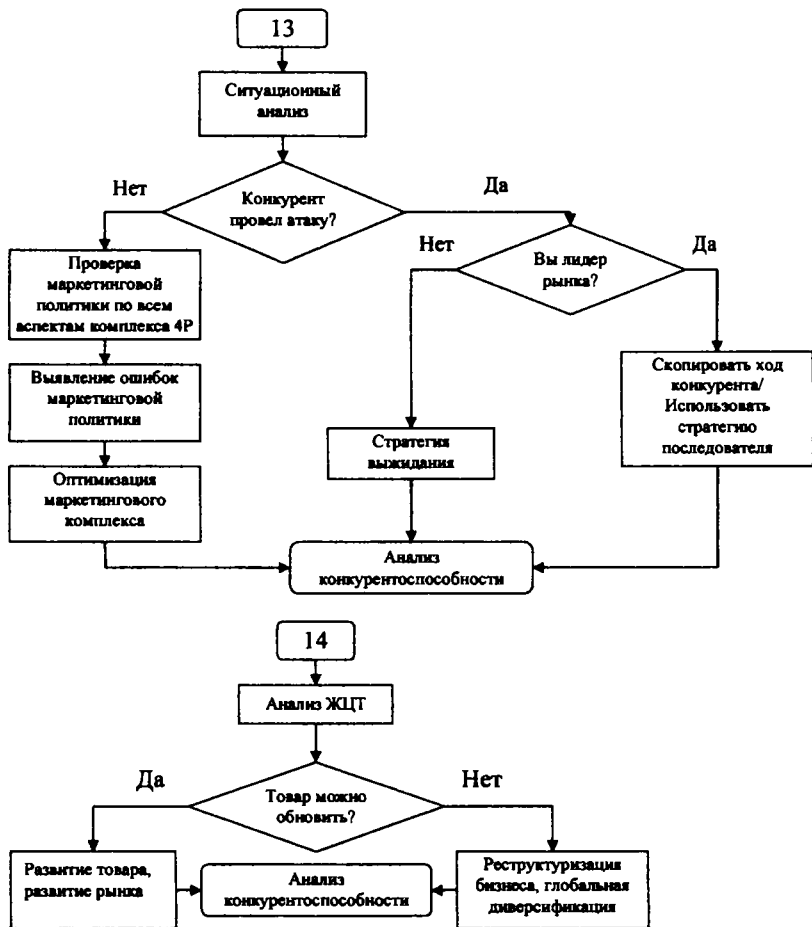 13
Ситуационный
анализ
Нет
Да
Конкурент
провел атаку?
Проверка
маркетинговой
политики по всем
аспектам комплекса 4Р
Нет
Да
Вы лидер
рынка?
Выявление ошибок
маркетинговой
политики
Скопировать ход
конкурента/
Использовать
стратегию
последователя
Стратегия
выжидания
Оптимизация
маркетингового
комплекса
Анализ
конкурентоспособности
14
Анализ ЖЦТ
Да
Нет
Товар можно
обновить?
Развитие товара,
развитие рынка
Анализ
конкурентоспособности
Реструктуризация
бизнеса, глобальная
диверсификация